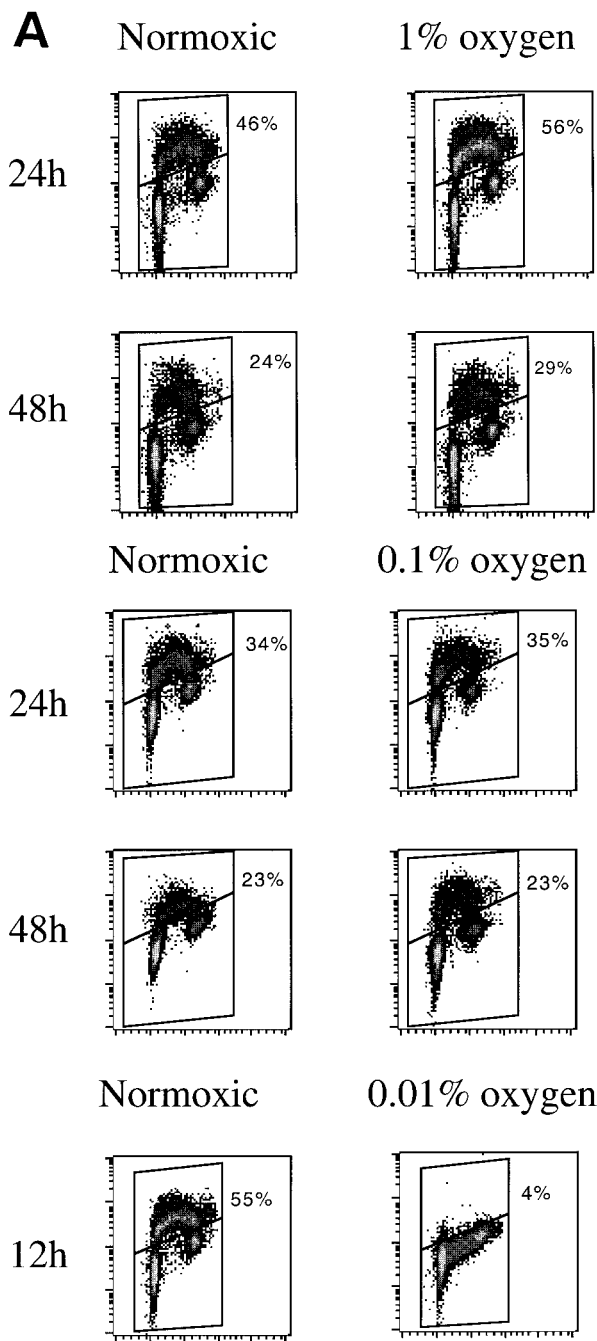 A
Normoxic 1% oxygen
24h 46% 56%
48h 24% 29%
Normoxic 0.1% oxygen
24h 34% 35%
48h 23% 23%
Normoxic 0.01% oxygen
12h 55% 4%